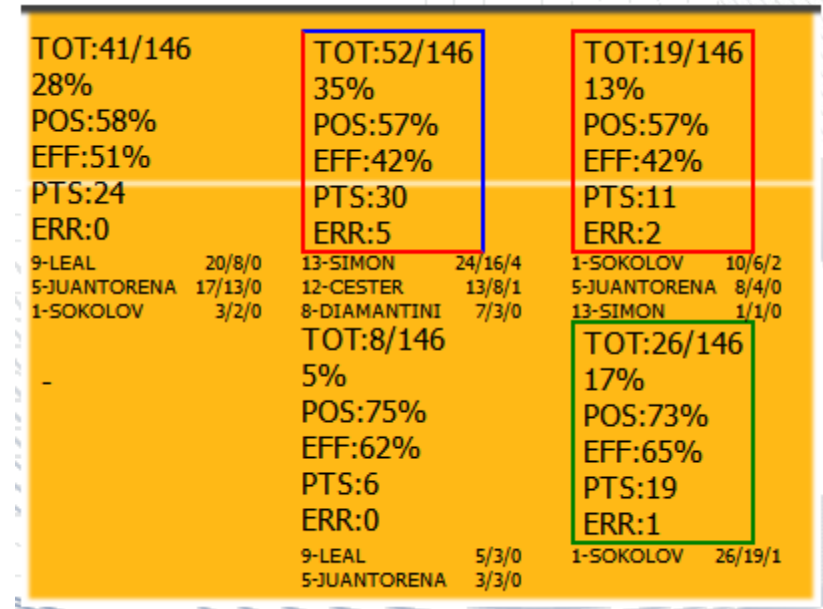 TOT:41/146
28%
POS:58%
EFF:51%
PTS:24
ERR:0
9-LEAL 20/8/0
5-JUANTORENA 17/13/0
1-SOKOLOV 3/2/0
TOT:52/146
35%
POS:57%
EFF:42%
PTS:30
ERR:5
13-SIMON 24/16/4
12-CESTER 13/8/1
8-DIAMANTINI 7/3/0
TOT:19/146
13%
POS:57%
EFF:42%
PTS:11
ERR:2
1-SOKOLOV 10/6/2
5-JUANTORENA 8/4/0
13-SIMON 1/1/0
-
TOT:8/146
5%
POS:75%
EFF:62%
PTS:6
ERR:0
9-LEAL 5/3/0
5-JUANTORENA 3/3/0
TOT:26/146
17%
POS:73%
EFF:65%
PTS:19
ERR:1
1-SOKOLOV 26/19/1